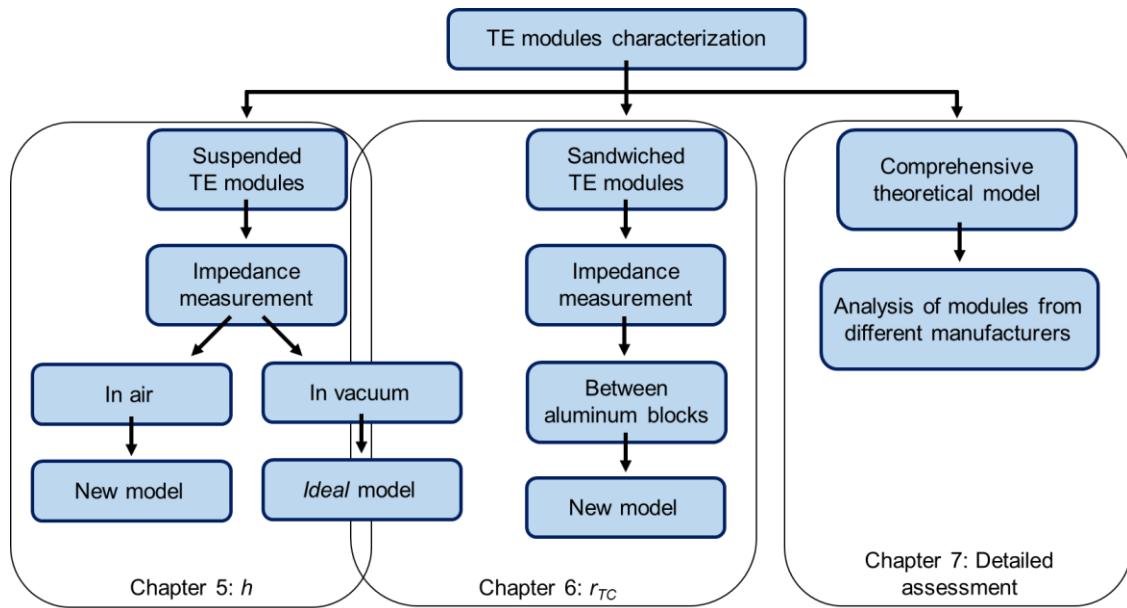 TE modules characterization
Suspended
TE modules
Impedance
measurement
In air
In vacuum
New model
Ideal model
Chapter 5: h
Sandwiched
TE modules
Impedance
measurement
Between
aluminum blocks
New model
Chapter 6: rTC
Comprehensive
theoretical model
Analysis of modules from
different manufacturers
Chapter 7: Detailed
assessment